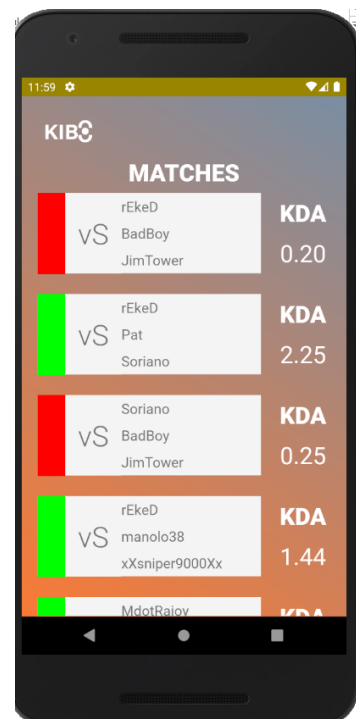 11:59
KIBO
MATCHES
rEkeD
vS BadBoy
JimTower
KDA
0.20
rEkeD
vS Pat
Soriano
KDA
2.25
Soriano
vS BadBoy
JimTower
KDA
0.25
rEkeD
vS manolo38
xXsniper9000Xx
KDA
1.44
MdotRajoy
KDA